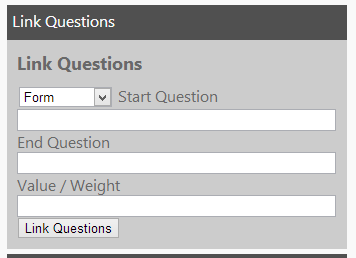 Link Questions
Link Questions
Form Start Question
End Question
Value / Weight
Link Questions